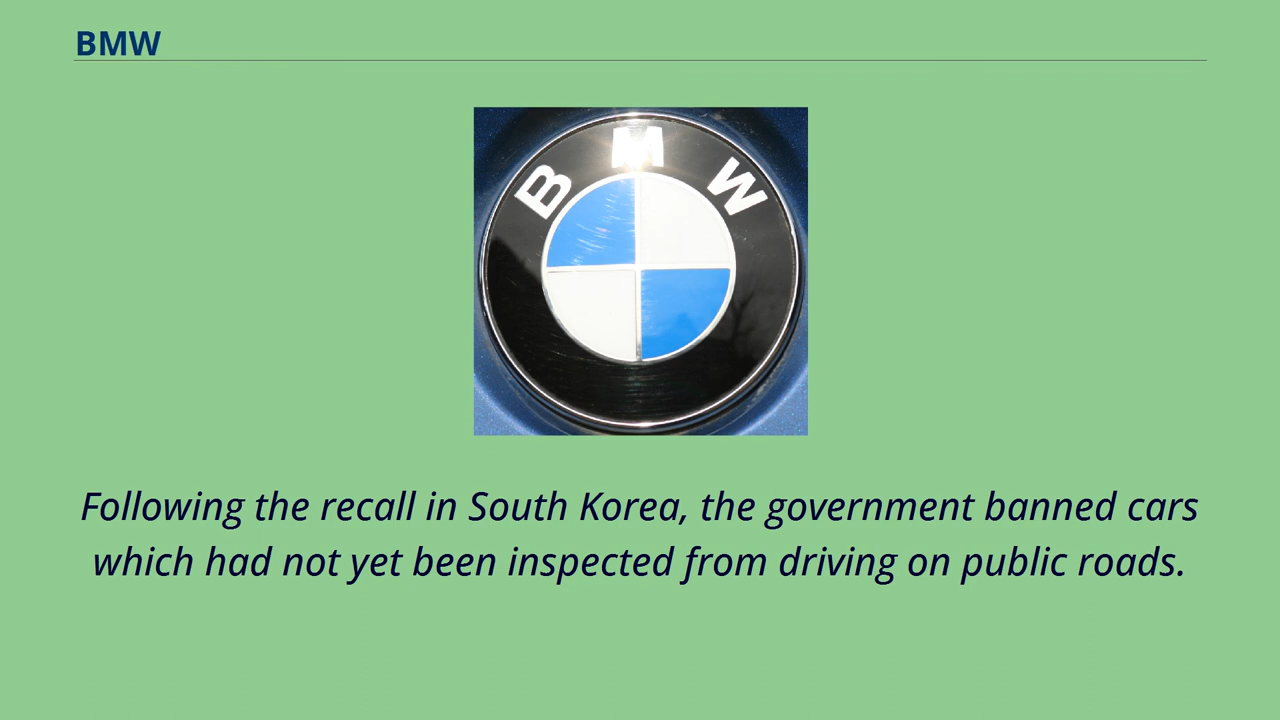 BMW
B M W
Following the recall in South Korea, the government banned cars
which had not yet been inspected from driving on public roads.